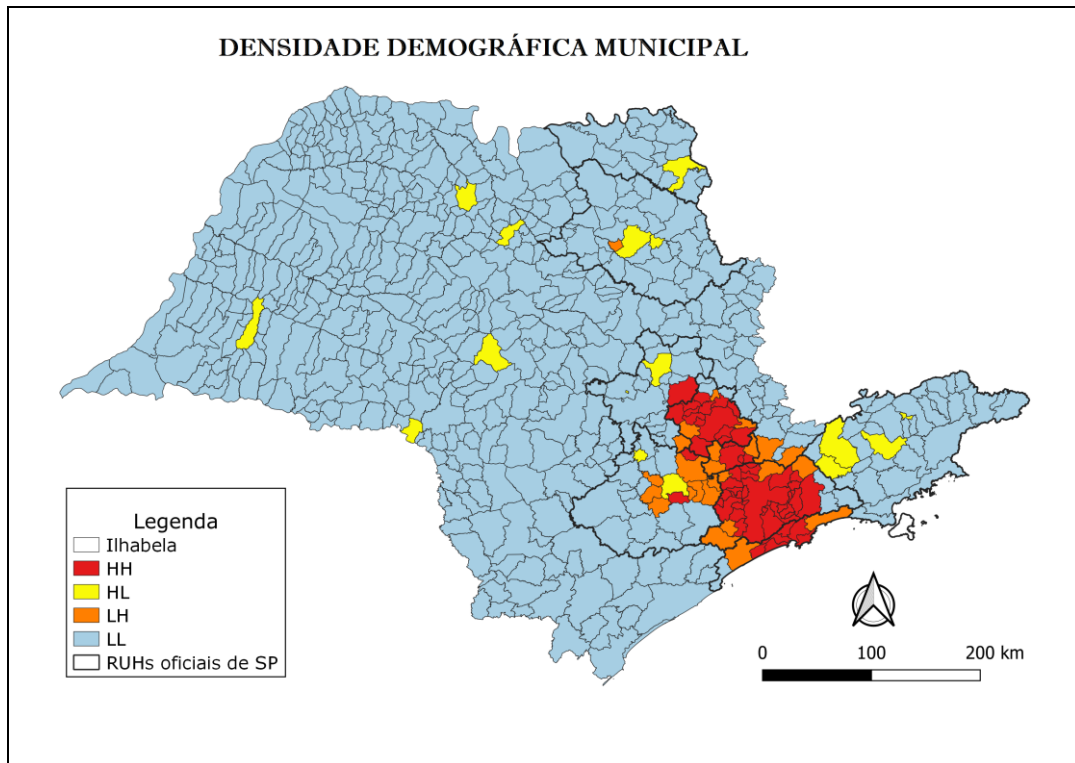 DENSIDADE DEMOGRÁFICA MUNICIPAL
Legenda
Ilhabela
HH
HL
LH
LL
RUHs oficiais de SP
0 100 200 km